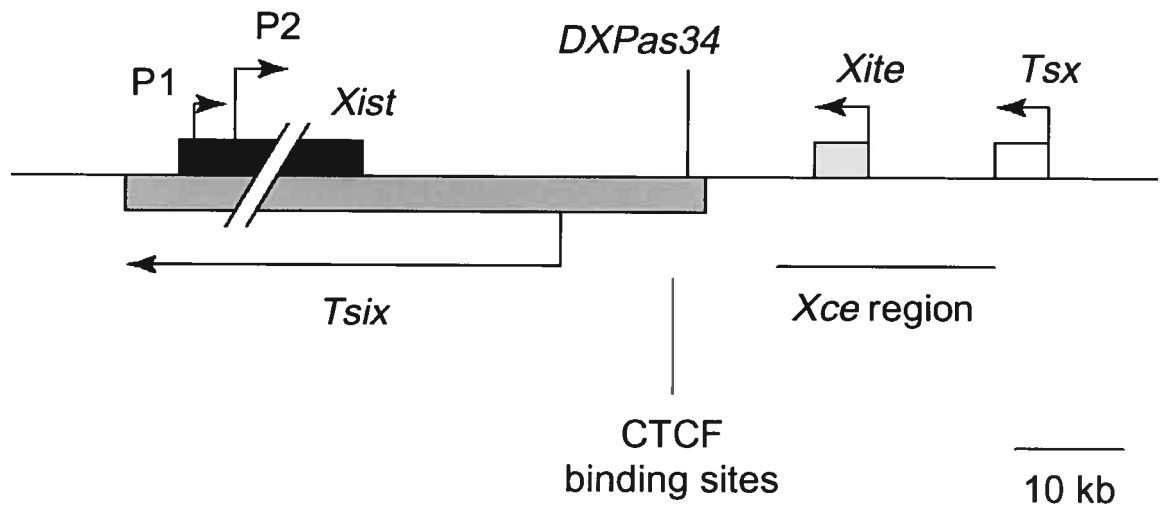 P1
P2
Xist
DXPas34
Xite
Tsx
Tsix
Xce region
CTCF
binding sites
10 kb